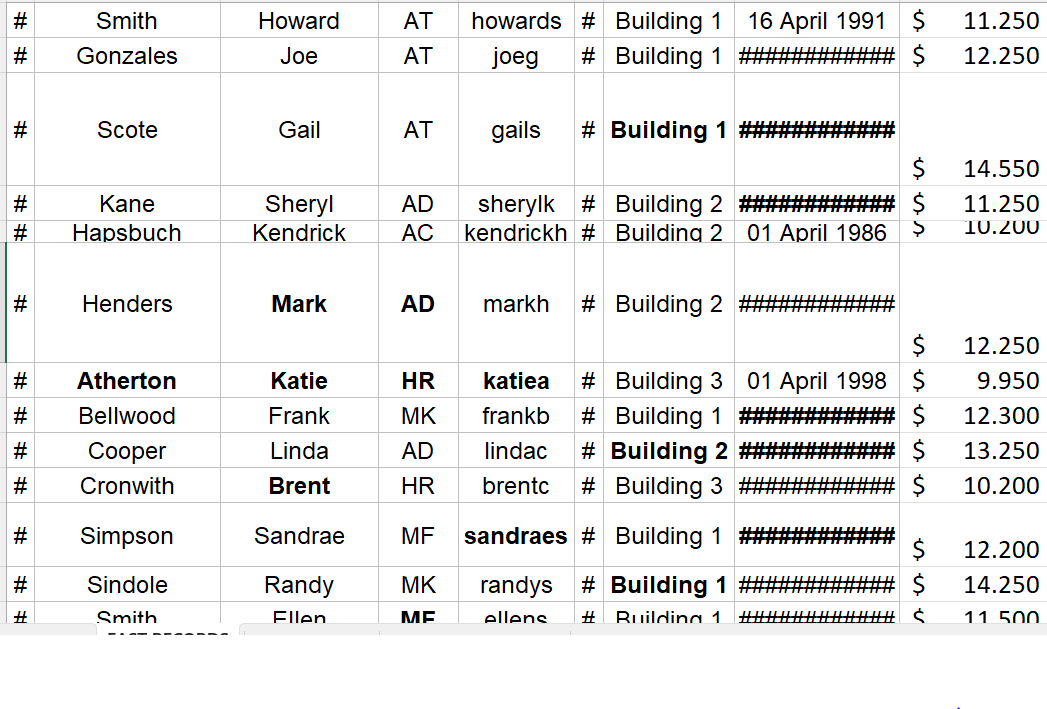 # Smith Howard AT howards # Building 1 16 April 1991 $ 11.250
# Gonzales Joe AT joeg # Building 1 ############ $ 12.250
# Scote Gail AT gails # Building 1 ############ $ 14.550
# Kane Sheryl AD sherylk # Building 2 ############ $ 11.250
# Hapsbuch Kendrick AC kendrickh # Building 2 01 April 1986 $ 10.200
# Henders Mark AD markh # Building 2 ############ $ 12.250
# Atherton Katie HR katiea # Building 3 01 April 1998 $ 9.950
# Bellwood Frank MK frankb # Building 1 ############ $ 12.300
# Cooper Linda AD lindac # Building 2 ############ $ 13.250
# Cronwith Brent HR brentc # Building 3 ############ $ 10.200
# Simpson Sandrae MF sandraes # Building 1 ############ $ 12.200
# Sindole Randy MK randys # Building 1 ############ $ 14.250
# Smith Ellen MF ellens # Building 1 ############ $ 11.500